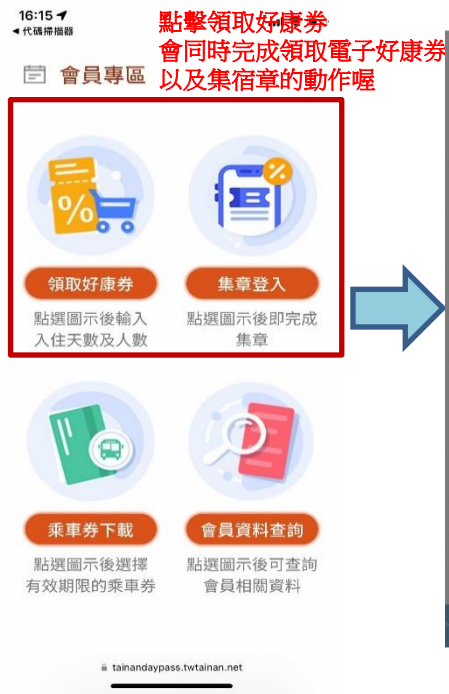 16:15
點擊領取好康券
◀代碼掃描器
會同時完成領取電子好康券
會員專區
以及集宿章的動作喔
%
%
領取好康券
集章登入
點選圖示後輸入
入住天數及人數
點選圖示後即完成
集章
乘車券下載
會員資料查詢
點選圖示後選擇
有效期限的乘車券
點選圖示後可查詢
會員相關資料
tainandaypass.twtainan.net